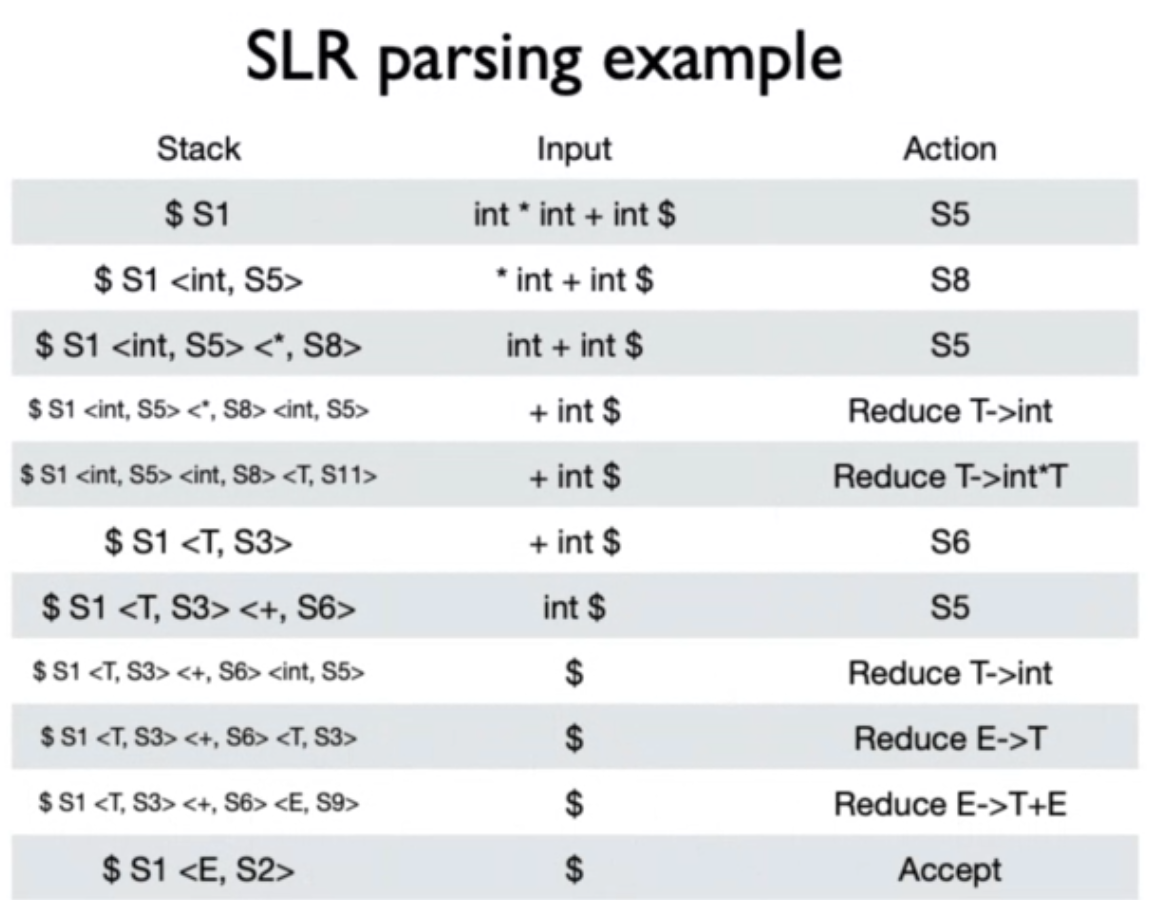 SLR parsing example
Stack Input Action
$ S1 int * int + int $ S5
$ S1 <int, S5> * int + int $ S8
$ S1 <int, S5> <*, S8> int + int $ S5
$ S1 <int, S5> <*, S8> <int, S5> + int $ Reduce T->int
$ S1 <int, S5> <int, S8> <T, S11> + int $ Reduce T->int*T
$ S1 <T, S3> + int $ S6
$ S1 <T, S3> <+, S6> int $ S5
$ S1 <T, S3> <+, S6> <int, S5> $ Reduce T->int
$ S1 <T, S3> <+, S6> <T, S3> $ Reduce E->T
$ S1 <T, S3> <+, S6> <E, S9> $ Reduce E->T+E
$ S1 <E, S2> $ Accept